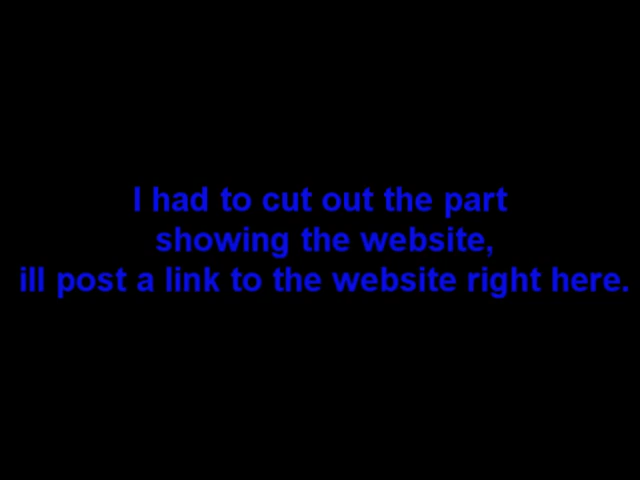 I had to cut out the part
showing the website,
ill post a link to the website right here.